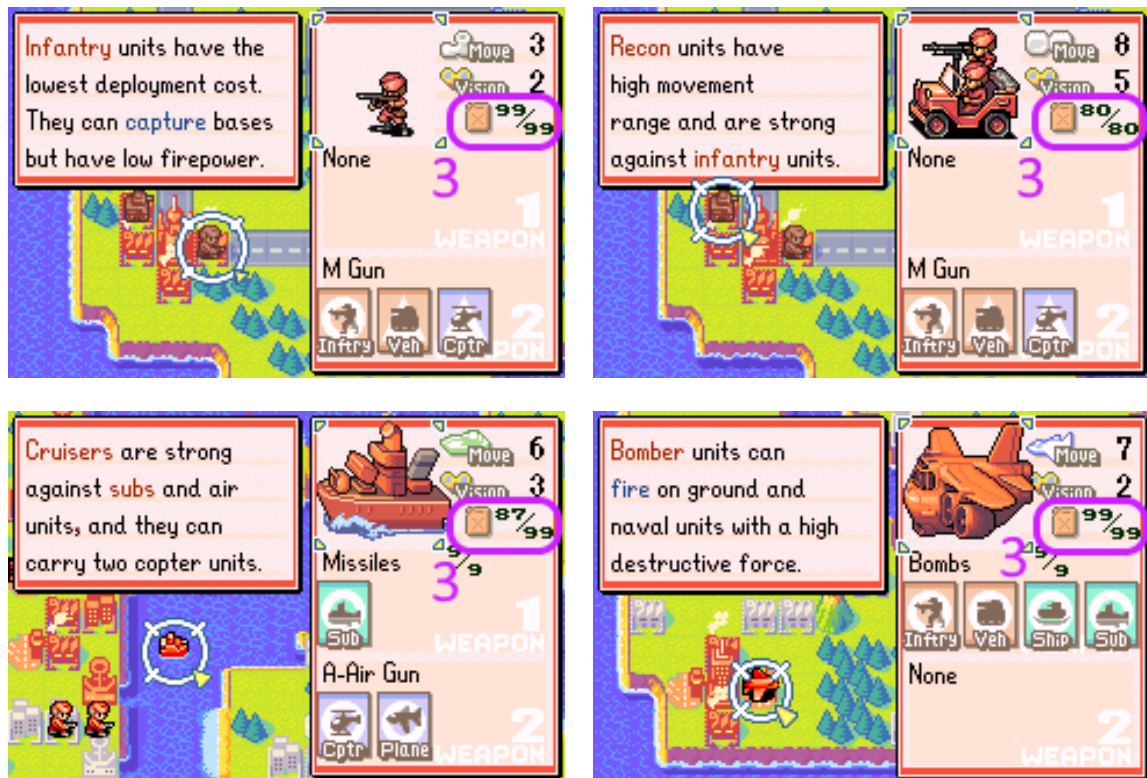 Infantry units have the
lowest deployment cost.
They can capture bases
but have low firepower.
Move 3
Vision 2
99/99
3
None
1
WEAPON
M Gun
Inftry Veh Cptr
2
WEAPON
Recon units have
high movement
range and are strong
against infantry units.
Move 8
Vision 5
80/80
3
None
1
WEAPON
M Gun
Inftry Veh Cptr
2
WEAPON
Cruisers are strong
against subs and air
units, and they can
carry two copter units.
Move 6
Vision 3
87/99
3
Missiles 9/9
Sub
1
WEAPON
A-Air Gun
Cptr Plane
2
WEAPON
Bomber units can
fire on ground and
naval units with a high
destructive force.
Move 7
Vision 2
99/99
3
Bombs 9/9
Inftry Veh Ship Sub
None
2
WEAPON